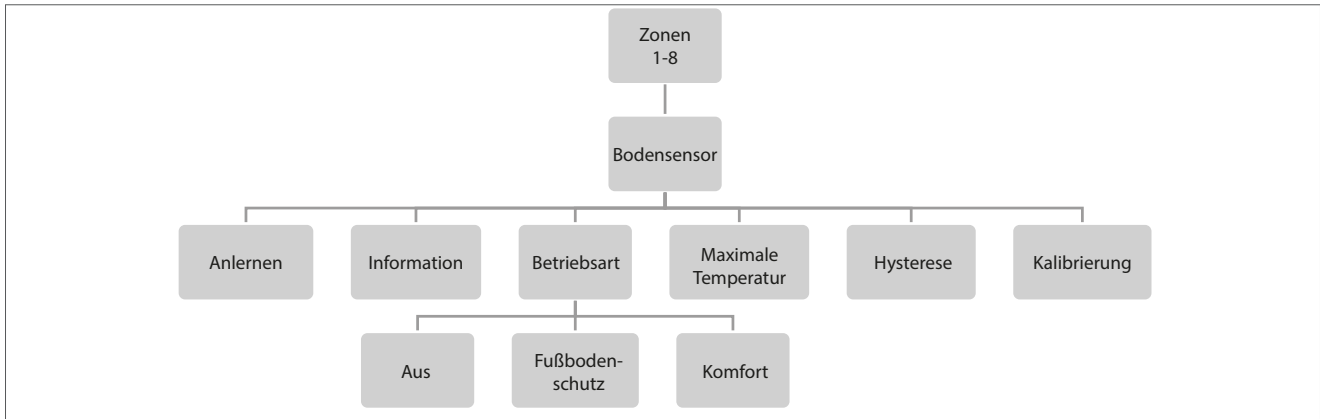 Zonen
1-8
Bodensensor
Anlernen
Information
Betriebsart
Maximale
Temperatur
Hysterese
Kalibrierung
Aus
Fußboden-
schutz
Komfort